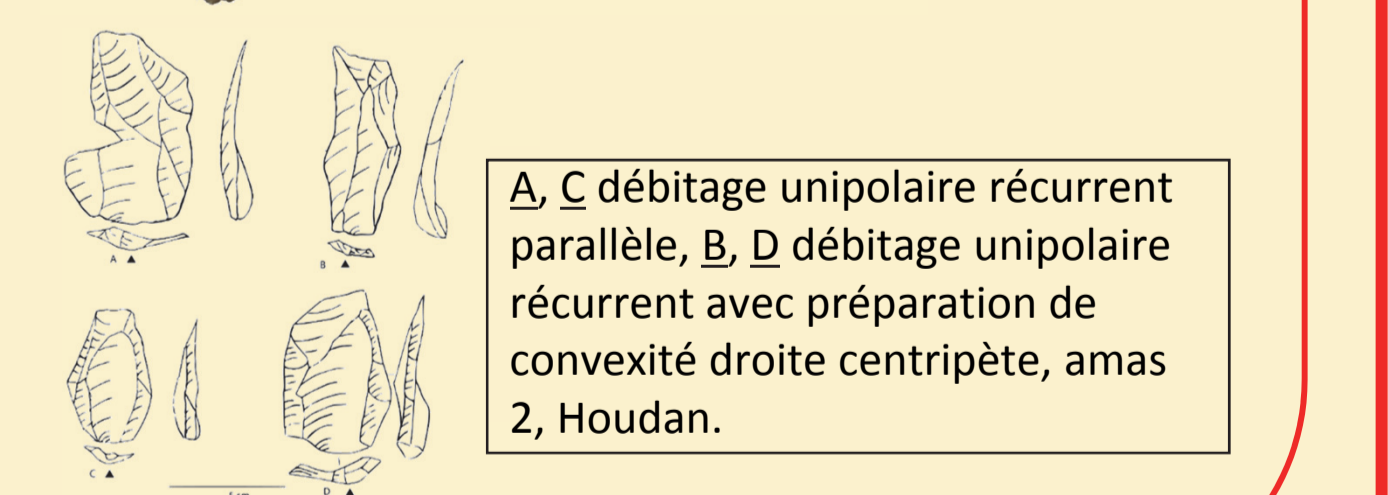 A ▲
B ▲
A, C débitage unipolaire récurrent
parallèle, B, D débitage unipolaire
récurrent avec préparation de
convexité droite centripète, amas
2, Houdan.
C ▲
D ▲